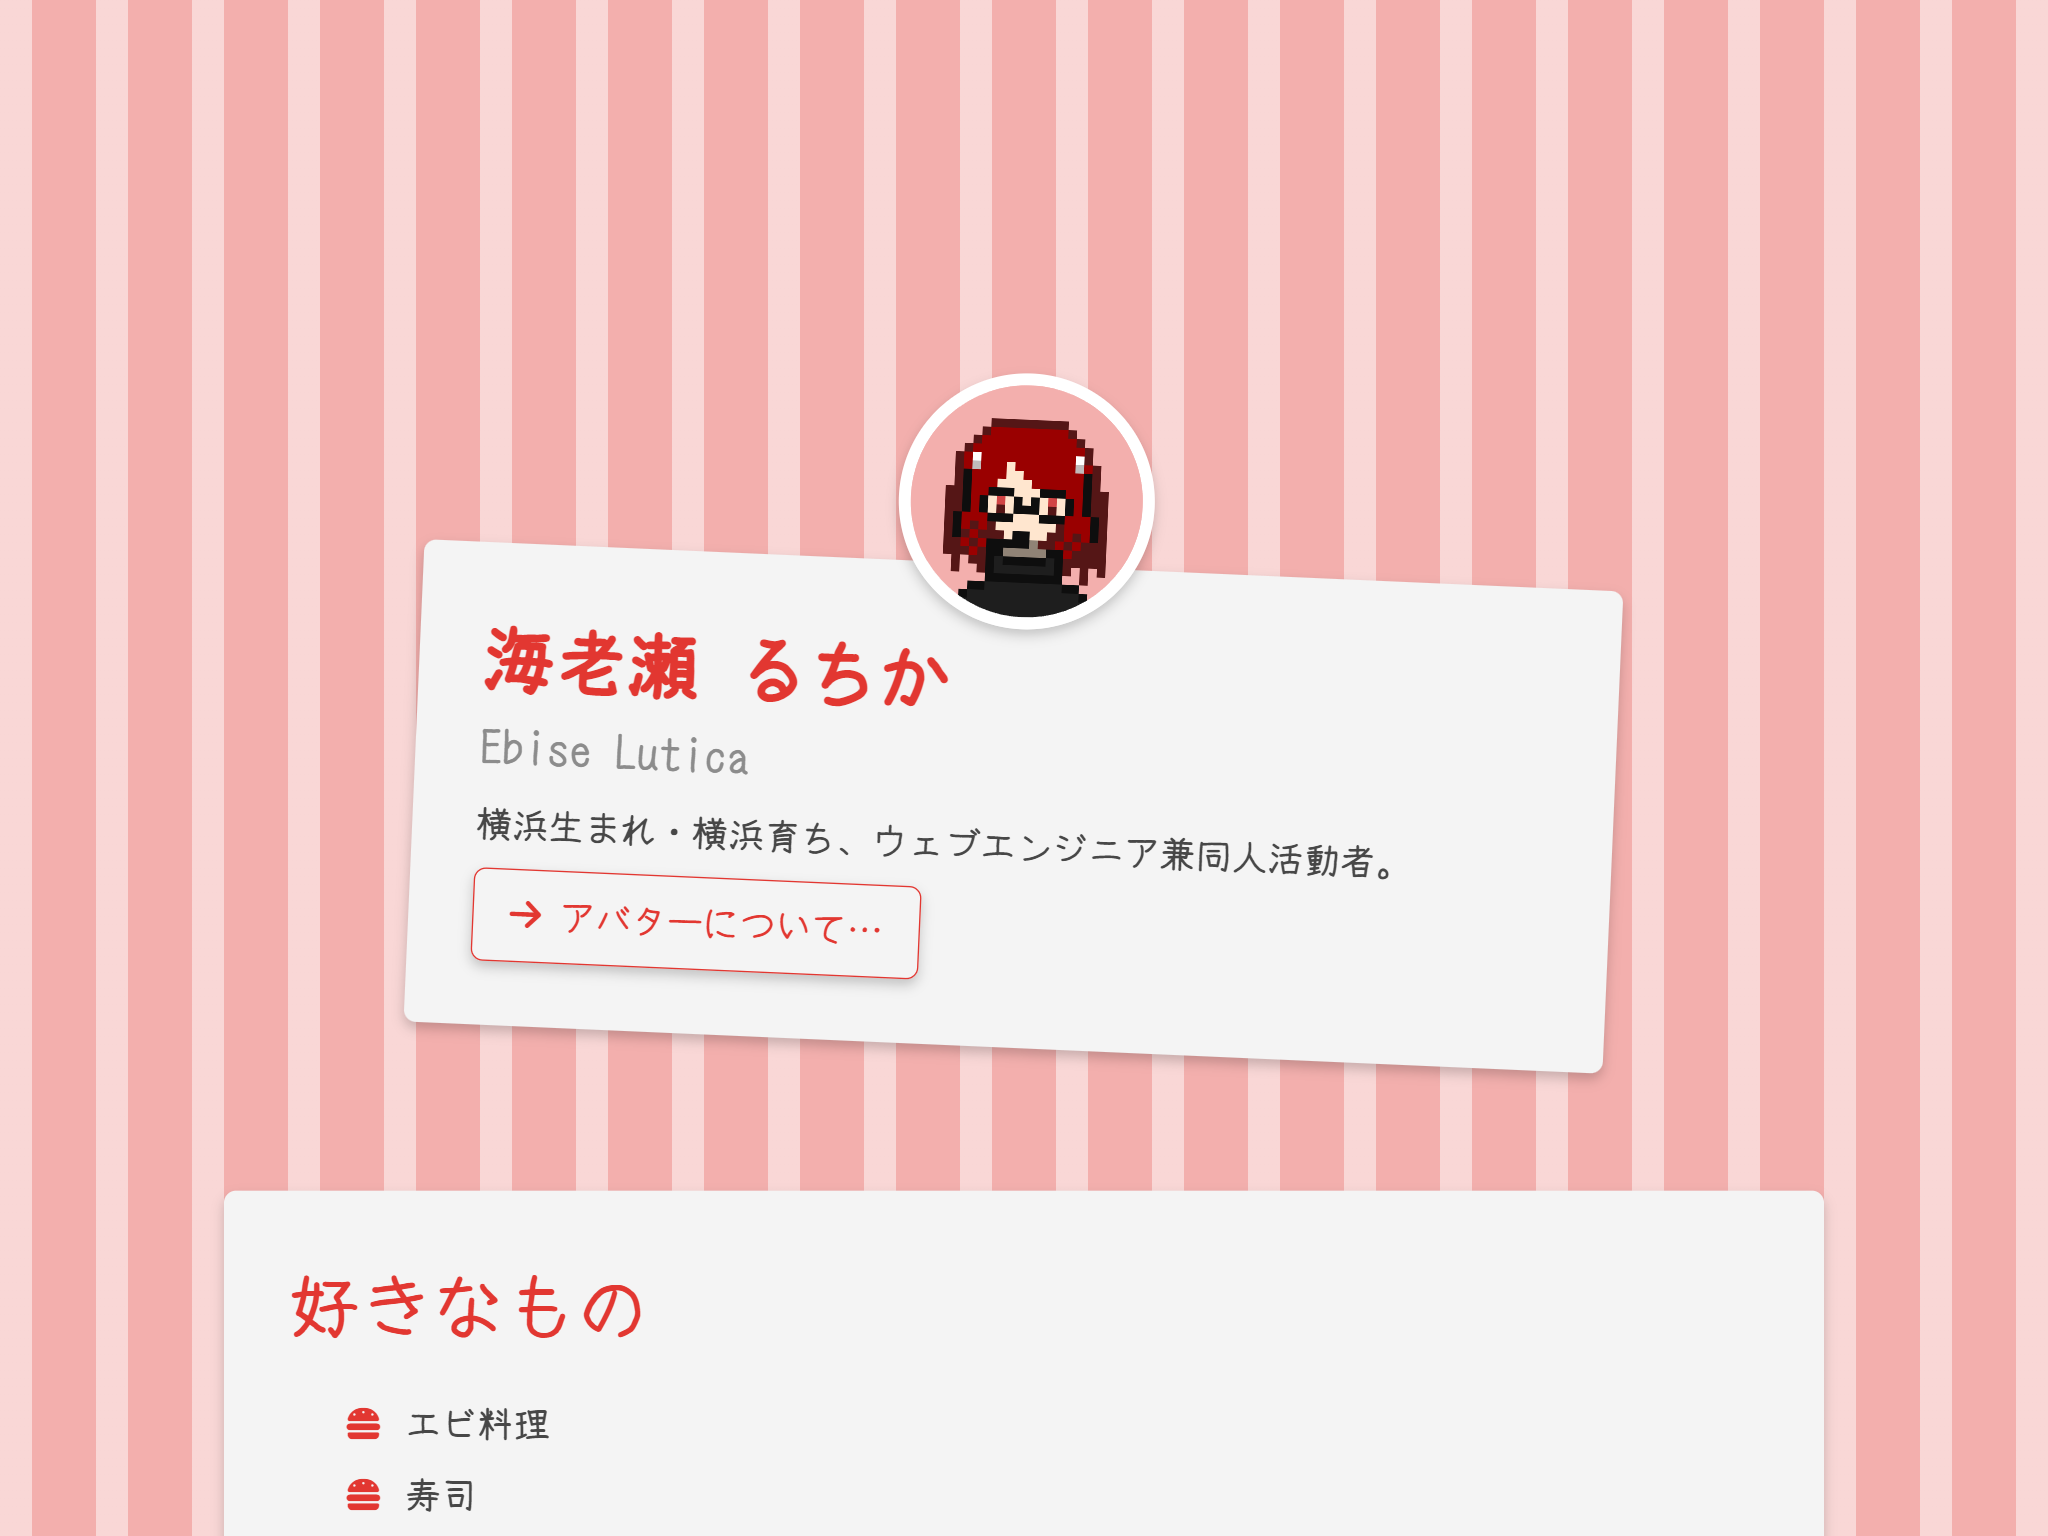 海老瀬 るちか
Ebise Lutica
横浜生まれ・横浜育ち、ウェブエンジニア兼同人活動者。
→ アバターについて…
好きなもの
エビ料理
寿司